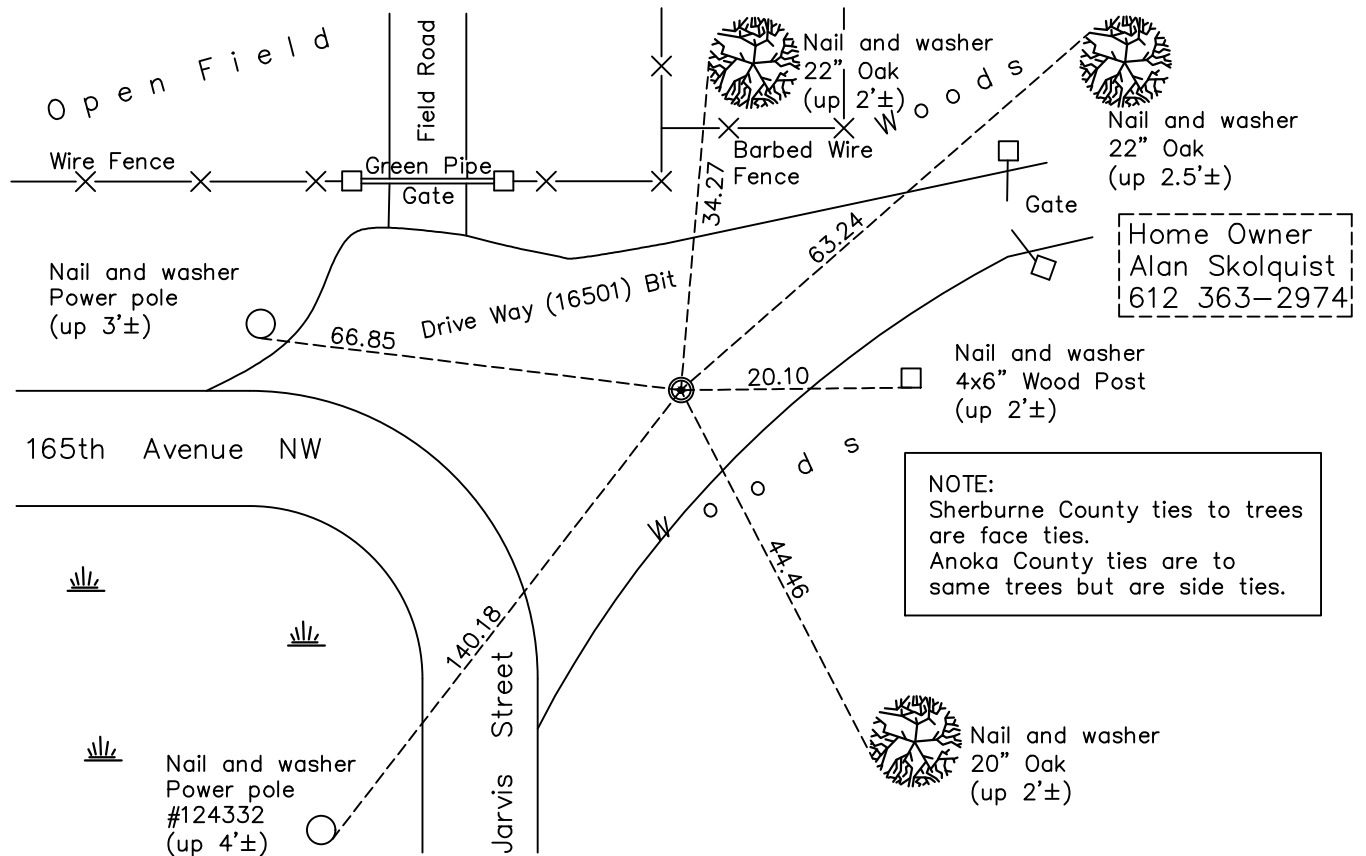 Open Field
Field Road
Nail and washer
22" Oak
(up 2'±)
Woods
Nail and washer
22" Oak
(up 2.5'±)
Wire Fence
Green Pipe
Gate
Barbed Wire
Fence
34.27
63.24
Gate
Home Owner
Alan Skolquist
612 363-2974
Nail and washer
Power pole
(up 3'±)
66.85
Drive Way (16501) Bit
20.10
Nail and washer
4x6" Wood Post
(up 2'±)
165th Avenue NW
Woods
NOTE:
Sherburne County ties to trees
are face ties.
Anoka County ties are to
same trees but are side ties.
44.46
140.18
Jarvis Street
Nail and washer
20" Oak
(up 2'±)
Nail and washer
Power pole
#124332
(up 4'±)